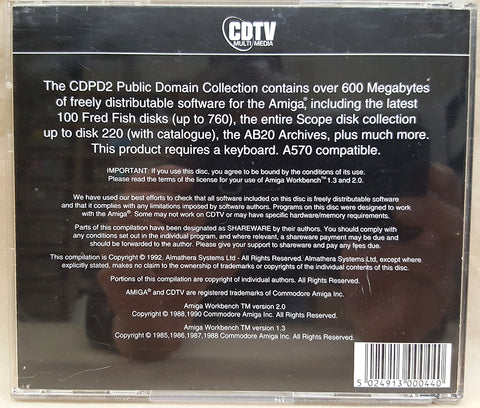 CDTV
MULTI MEDIA
The CDPD2 Public Domain Collection contains over 600 Megabytes
of freely distributable software for the Amiga®, including the latest
100 Fred Fish disks (up to 760), the entire Scope disk collection
up to disk 220 (with catalogue), the AB20 Archives, plus much more.
This product requires a keyboard. A570 compatible.
IMPORTANT: If you use this disc, you agree to be bound by the conditions of its use.
Please read the terms of the license for your use of Amiga Workbench™ 1.3 and 2.0.
We have used our best efforts to check that all software included on this disc is freely distributable software
and that it complies with any limitations imposed by software authors. Programs on this disc were designed to work
with the Amiga®. Some may not work on CDTV or may have specific hardware/memory requirements.
Parts of this compilation have been designated as SHAREWARE by their authors. You should comply with
any conditions set out in the individual program, and where relevant, a shareware payment may be due and
should be forwarded to the author. Please give your support to shareware and pay any fees due.
This compilation is Copyright © 1992, Almathera Systems Ltd - All Rights Reserved. Almathera Systems Ltd, except where
explicitly stated, makes no claim to the ownership of trademarks or copyrights of the individual contents of this disc.
Portions of this compilation are copyright of individual authors. All Rights Reserved.
AMIGA® and CDTV are registered trademarks of Commodore Amiga Inc.
Amiga Workbench TM version 2.0
Copyright © 1988,1990 Commodore Amiga Inc. All Rights Reserved.
Amiga Workbench TM version 1.3
Copyright © 1985,1986,1987,1988 Commodore Amiga Inc. All Rights Reserved.
5 024913 000440